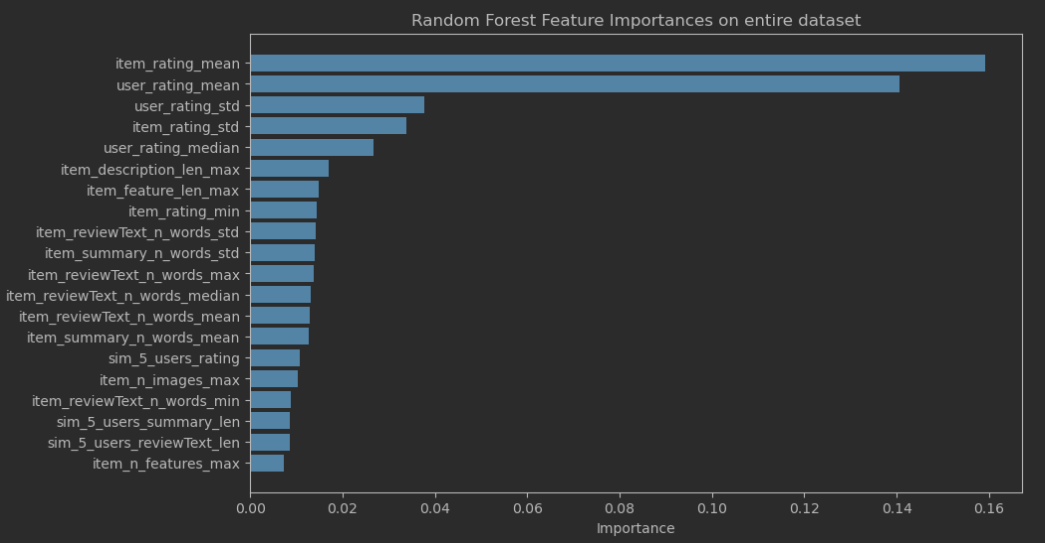 Random Forest Feature Importances on entire dataset
item_rating_mean
user_rating_mean
user_rating_std
item_rating_std
user_rating_median
item_description_len_max
item_feature_len_max
item_rating_min
item_reviewText_n_words_std
item_summary_n_words_std
item_reviewText_n_words_max
item_reviewText_n_words_median
item_reviewText_n_words_mean
item_summary_n_words_mean
sim_5_users_rating
item_n_images_max
item_reviewText_n_words_min
sim_5_users_summary_len
sim_5_users_reviewText_len
item_n_features_max
0.00 0.02 0.04 0.06 0.08 0.10 0.12 0.14 0.16
Importance